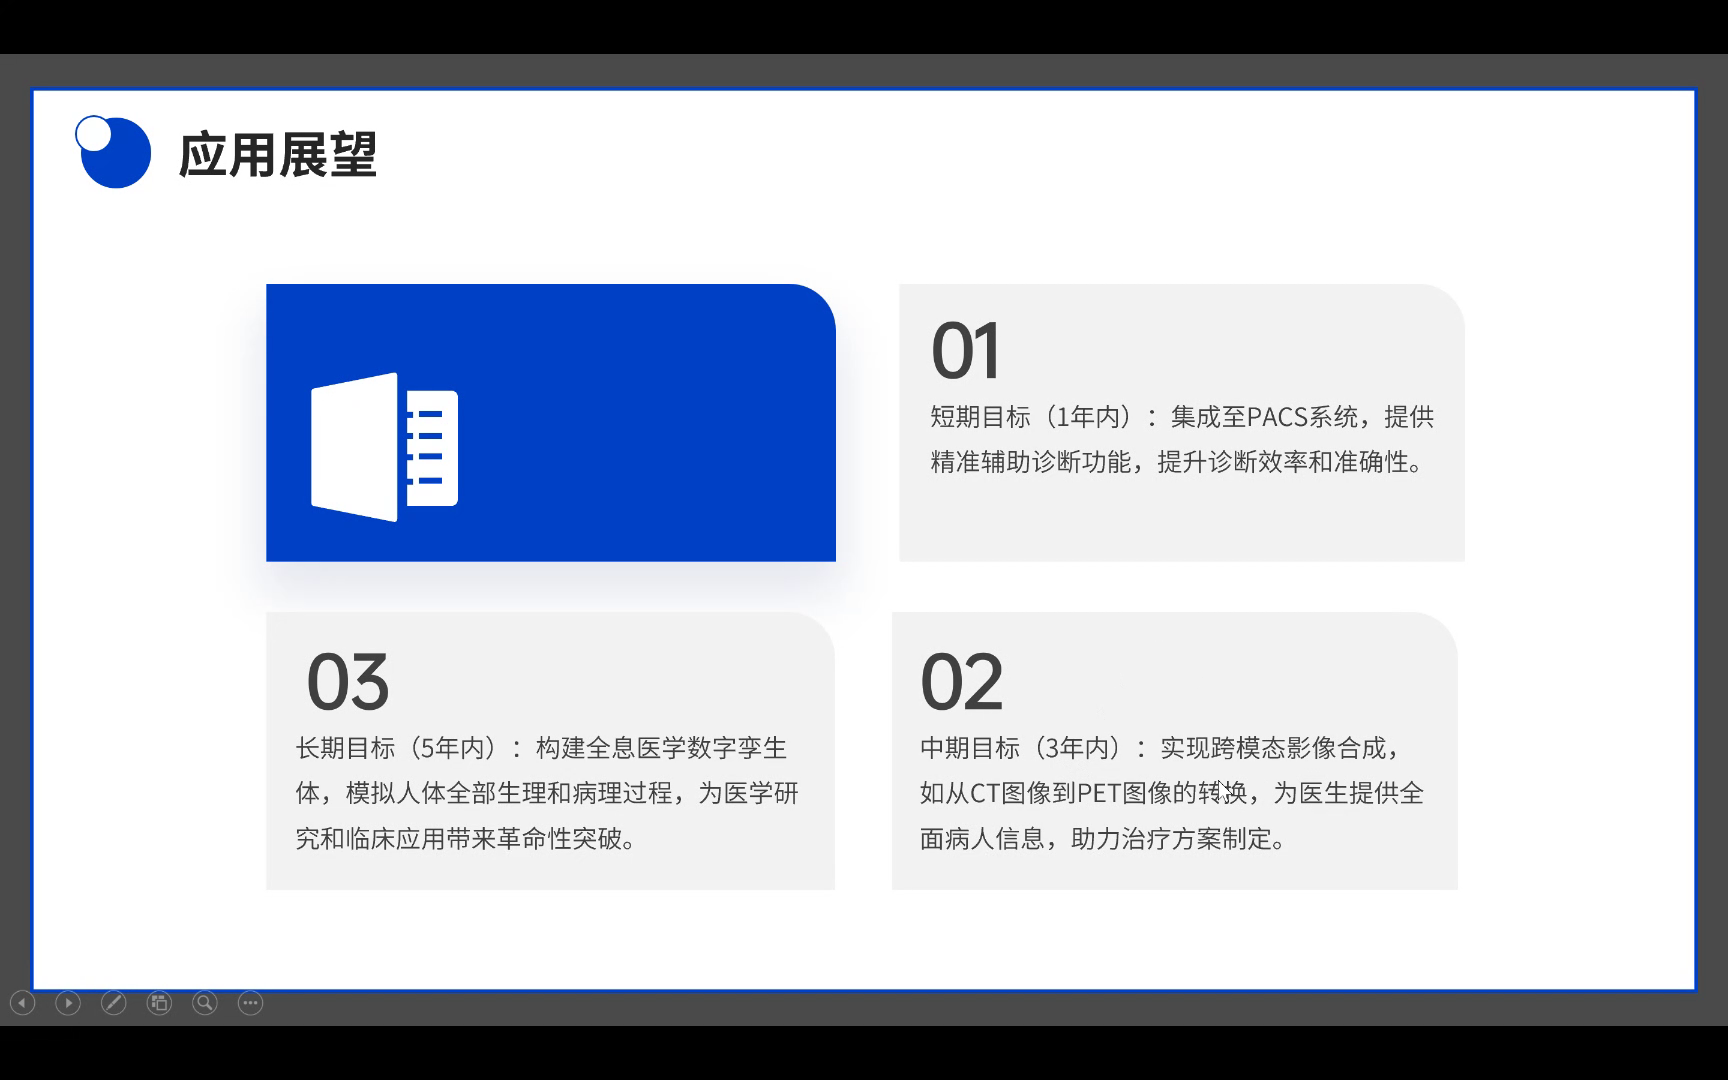 应用展望
01
短期目标（1年内）：集成至PACS系统，提供
精准辅助诊断功能，提升诊断效率和准确性。
03
长期目标（5年内）：构建全息医学数字孪生
体，模拟人体全部生理和病理过程，为医学研
究和临床应用带来革命性突破。
02
中期目标（3年内）：实现跨模态影像合成，
如从CT图像到PET图像的转换，为医生提供全
面病人信息，助力治疗方案制定。